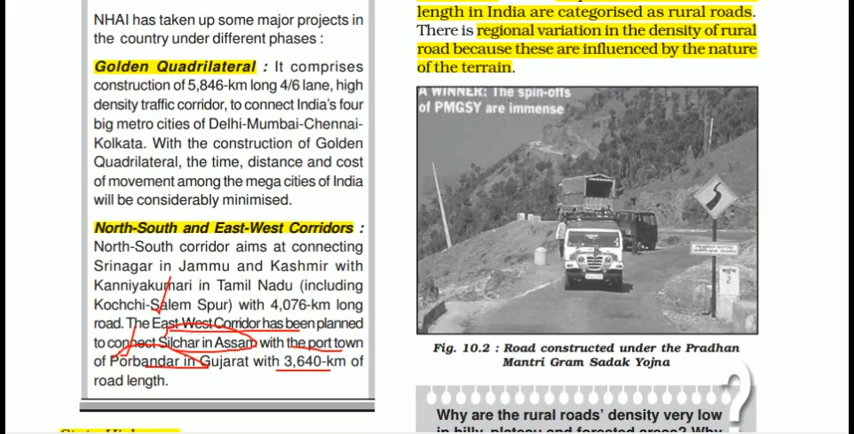 NHAI has taken up some major projects in
the country under different phases :
Golden Quadrilateral : It comprises
construction of 5,846-km long 4/6 lane, high
density traffic corridor, to connect India's four
big metro cities of Delhi-Mumbai-Chennai-
Kolkata. With the construction of Golden
Quadrilateral, the time, distance and cost
of movement among the mega cities of India
will be considerably minimised.
North-South and East-West Corridors :
North-South corridor aims at connecting
Srinagar in Jammu and Kashmir with
Kanniyakumari in Tamil Nadu (including
Kochchi-Salem Spur) with 4,076-km long
road. The East-West Corridor has been planned
to connect Silchar in Assam with the port town
of Porbandar in Gujarat with 3,640-km of
road length.
length in India are categorised as rural roads.
There is regional variation in the density of rural
road because these are influenced by the nature
of the terrain.
A WINNER: The spin-offs
of PMGSY are immense
Fig. 10.2 : Road constructed under the Pradhan
Mantri Gram Sadak Yojna
Why are the rural roads' density very low
in hilly, plateau and forested areas? Why
?